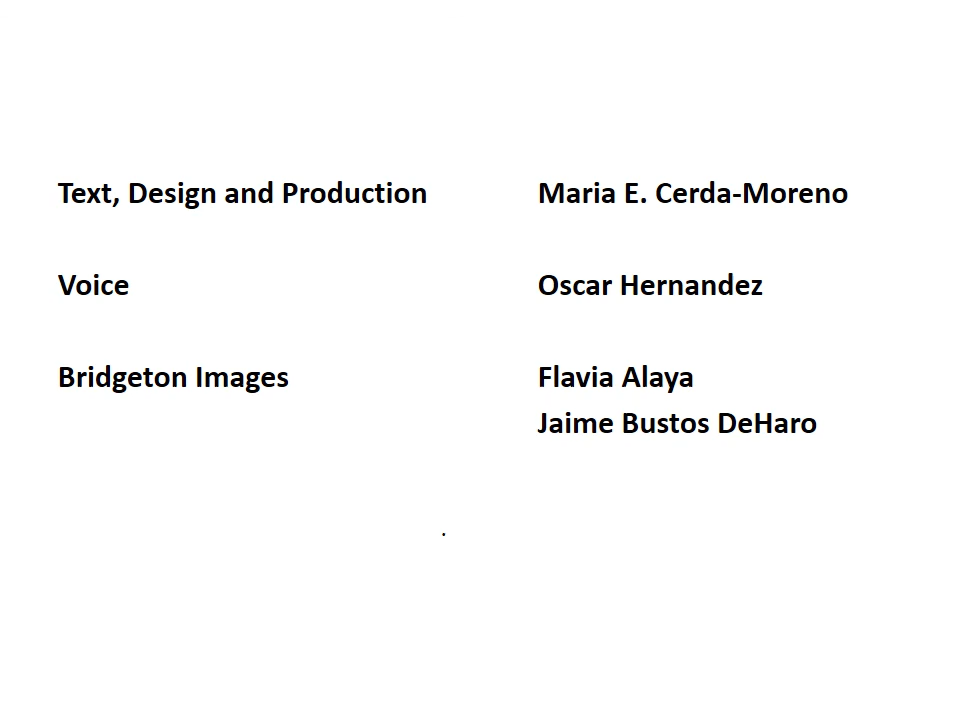 Text, Design and Production Maria E. Cerda-Moreno
Voice Oscar Hernandez
Bridgeton Images Flavia Alaya
Jaime Bustos DeHaro
.